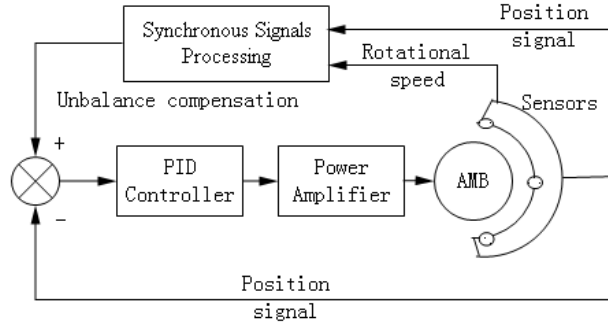 Position
signal
Synchronous Signals
Processing
Rotational
speed
Unbalance compensation
Sensors
+
PID
Controller
Power
Amplifier
AMB
−
Position
signal